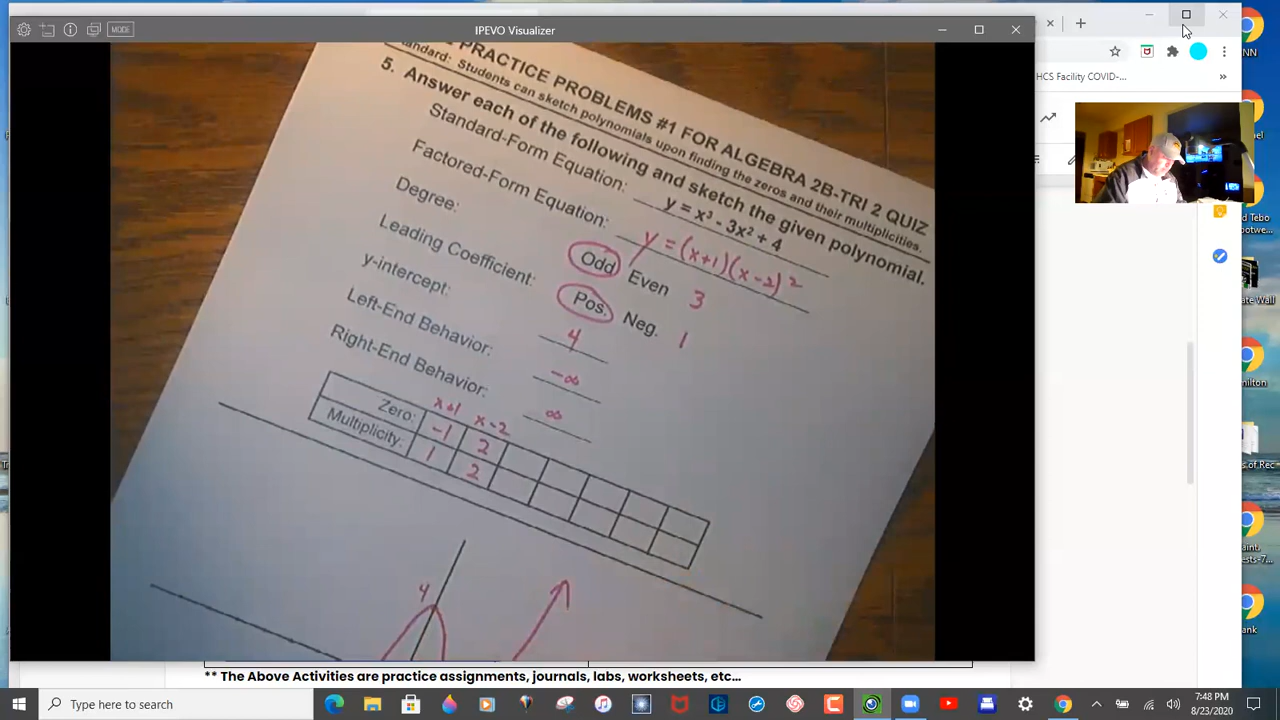 IPEVO Visualizer
MODE
PRACTICE PROBLEMS #1 FOR ALGEBRA 2B-TRI 2 QUIZ
Standard: Students can sketch polynomials upon finding the zeros and their multiplicities.
5. Answer each of the following and sketch the given polynomial.
Standard-Form Equation: y = x³ - 3x² + 4
Factored-Form Equation: y = (x+1)(x-2)²
Degree: Odd Even 3
Leading Coefficient: Pos. Neg. 1
y-intercept: 4
Left-End Behavior: -∞
Right-End Behavior: ∞
x+1 x-2
Zero: -1 2
Multiplicity: 1 2
4
HCS Facility COVID-...
** The Above Activities are practice assignments, journals, labs, worksheets, etc...
Type here to search
7:48 PM
8/23/2020